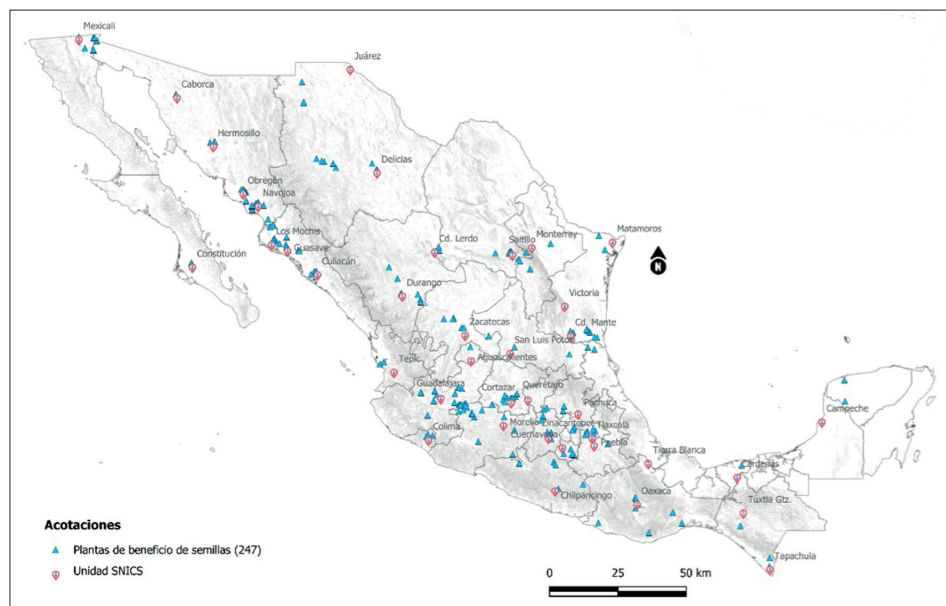 Mexicali
Juárez
Caborca
Hermosillo
Delicias
Obregón
Navojoa
Los Mochis
Guasave
Constitución
Culiacán
Cd. Lerdo
Saltillo
Monterrey
Matamoros
N
Durango
Victoria
Zacatecas
Cd. Mante
San Luis Potosí
Aguascalientes
Tepic
Guadalajara
Cortazar
Querétaro
Pachuca
Campeche
Colima
Morelia
Zinacantepec
Tlaxcala
Cuernavaca
Puebla
Tierra Blanca
Cárdenas
Chilpancingo
Oaxaca
Túxtla Gtz.
Tapachula
Acotaciones
Plantas de beneficio de semillas (247)
Unidad SNICS
0 25 50 km